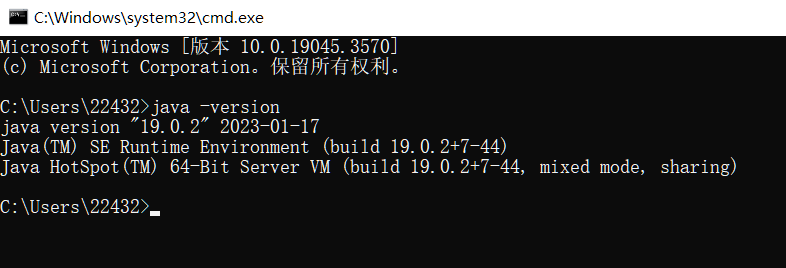 C:\Windows\system32\cmd.exe
Microsoft Windows [版本 10.0.19045.3570]
(c) Microsoft Corporation。保留所有权利。
C:\Users\22432>java -version
java version "19.0.2" 2023-01-17
Java(TM) SE Runtime Environment (build 19.0.2+7-44)
Java HotSpot(TM) 64-Bit Server VM (build 19.0.2+7-44, mixed mode, sharing)
C:\Users\22432>